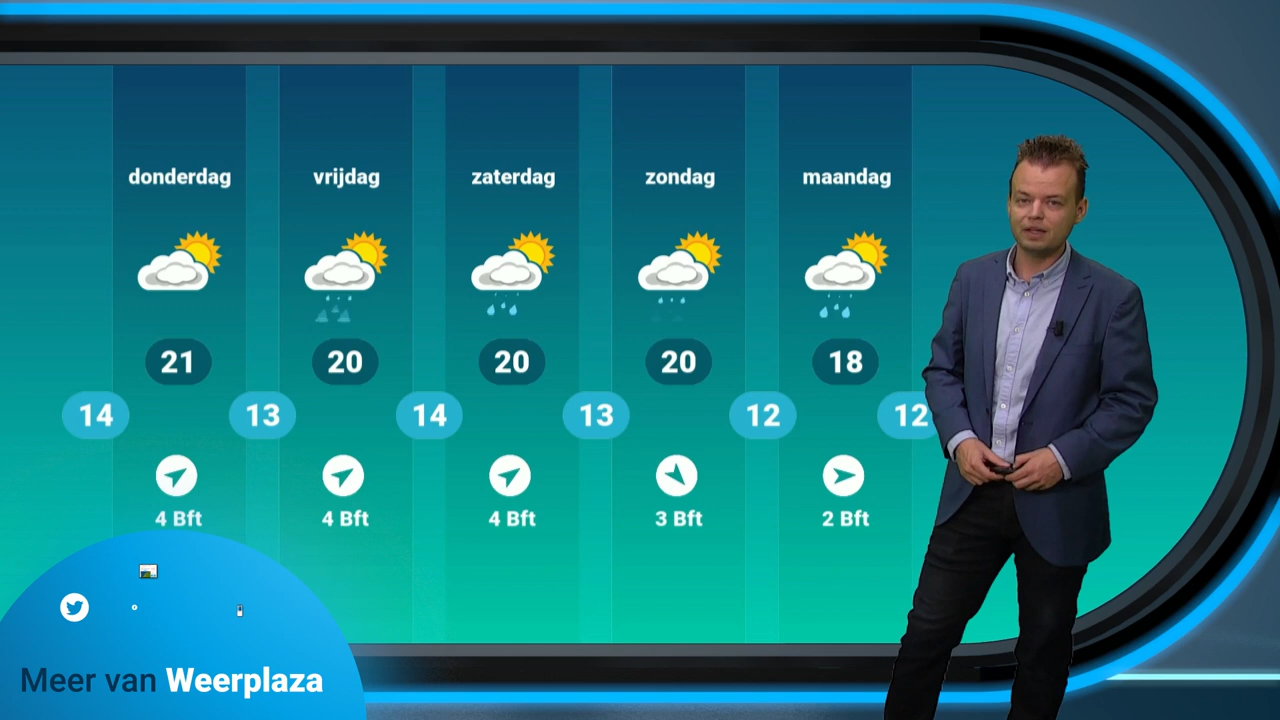 donderdag vrijdag zaterdag zondag maandag
21 20 20 20 18
14 13 14 13 12 12
4 Bft 4 Bft 4 Bft 3 Bft 2 Bft
Meer van Weerplaza